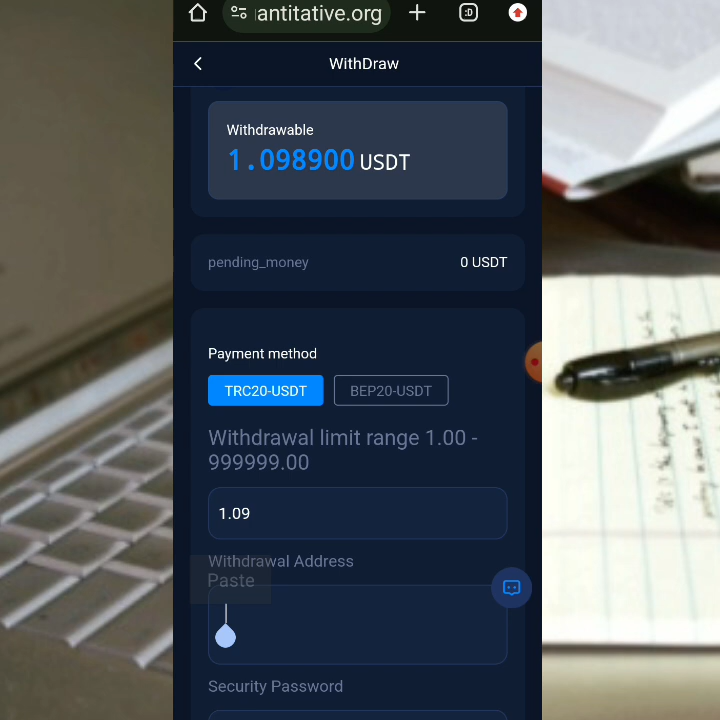 antitative.org
:D
WithDraw
Withdrawable
1.098900 USDT
pending_money 0 USDT
Payment method
TRC20-USDT BEP20-USDT
Withdrawal limit range 1.00 -
999999.00
1.09
Withdrawal Address
Paste
Security Password